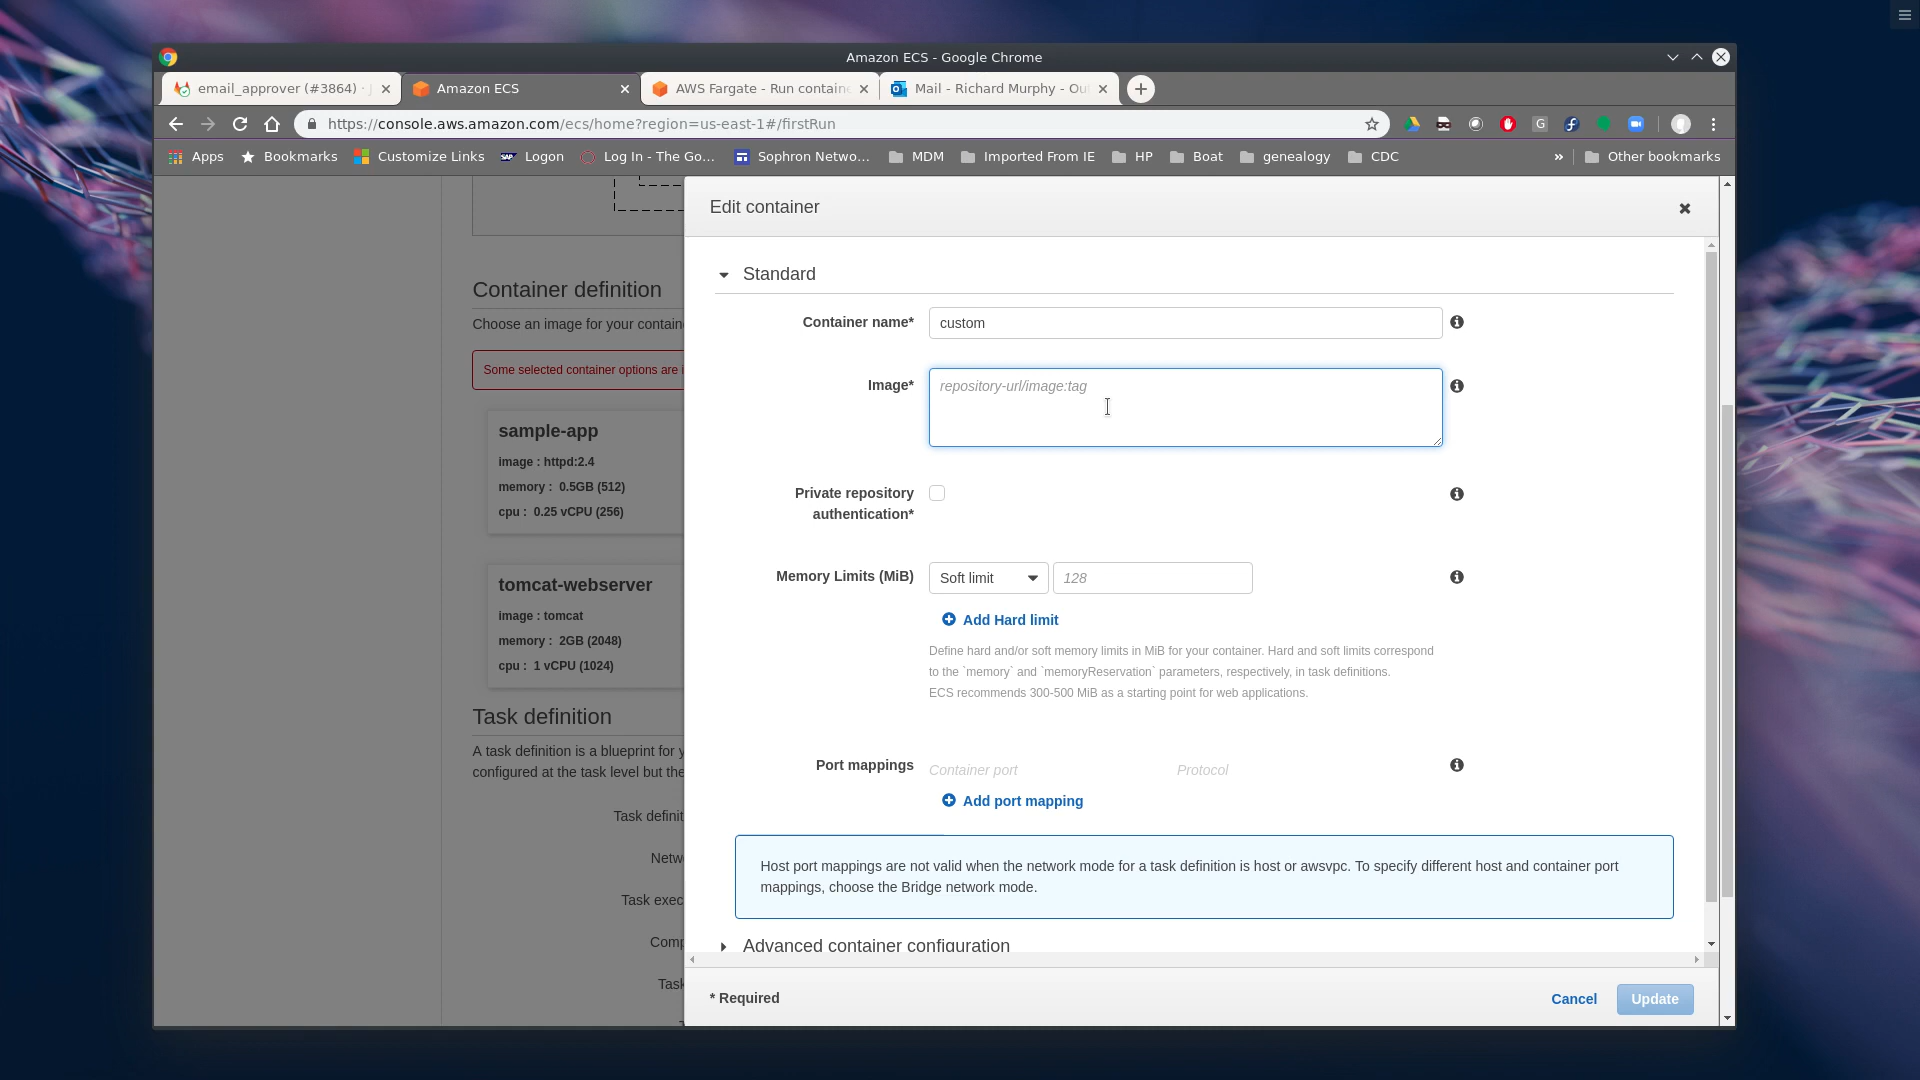 Amazon ECS - Google Chrome
email_approver (#3864) ·
Amazon ECS
AWS Fargate - Run containe
Mail - Richard Murphy - Ou
https://console.aws.amazon.com/ecs/home?region=us-east-1#/firstRun
Apps
Bookmarks
Customize Links
SAP
Logon
Log In - The Go...
Sophron Netwo...
MDM
Imported From IE
HP
Boat
genealogy
CDC
»
Other bookmarks
Container definition
Choose an image for your contain
Some selected container options are i
sample-app
image : httpd:2.4
memory : 0.5GB (512)
cpu : 0.25 vCPU (256)
tomcat-webserver
image : tomcat
memory : 2GB (2048)
cpu : 1 vCPU (1024)
Task definition
A task definition is a blueprint for y
configured at the task level but the
Task definit
Netw
Task exec
Comp
Task
Edit container
Standard
Container name*
custom
Image*
repository-url/image:tag
Private repository
authentication*
Memory Limits (MiB)
Soft limit
128
Add Hard limit
Define hard and/or soft memory limits in MiB for your container. Hard and soft limits correspond
to the `memory` and `memoryReservation` parameters, respectively, in task definitions.
ECS recommends 300-500 MiB as a starting point for web applications.
Port mappings
Container port
Protocol
Add port mapping
Host port mappings are not valid when the network mode for a task definition is host or awsvpc. To specify different host and container port
mappings, choose the Bridge network mode.
Advanced container configuration
* Required
Cancel
Update